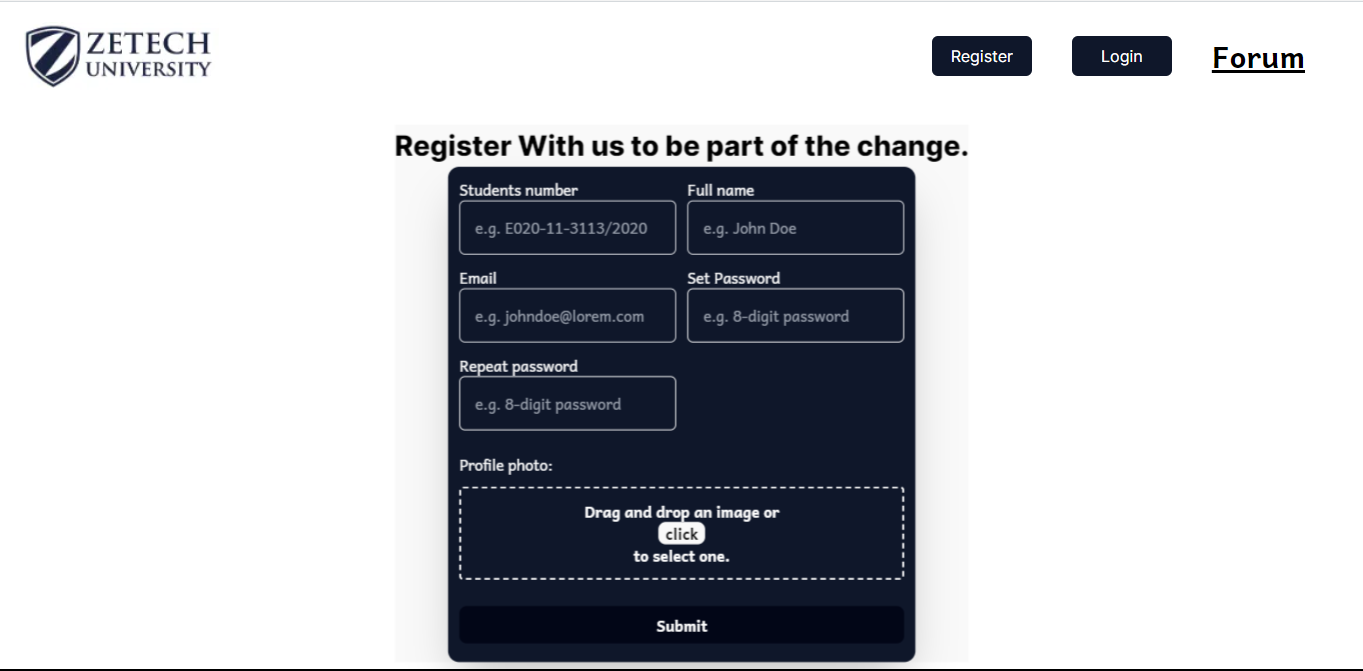 ZETECH
UNIVERSITY
Register
Login
Forum
Register With us to be part of the change.
Students number
Full name
e.g. E020-11-3113/2020
e.g. John Doe
Email
Set Password
e.g. johndoe@lorem.com
e.g. 8-digit password
Repeat password
e.g. 8-digit password
Profile photo:
Drag and drop an image or
click
to select one.
Submit